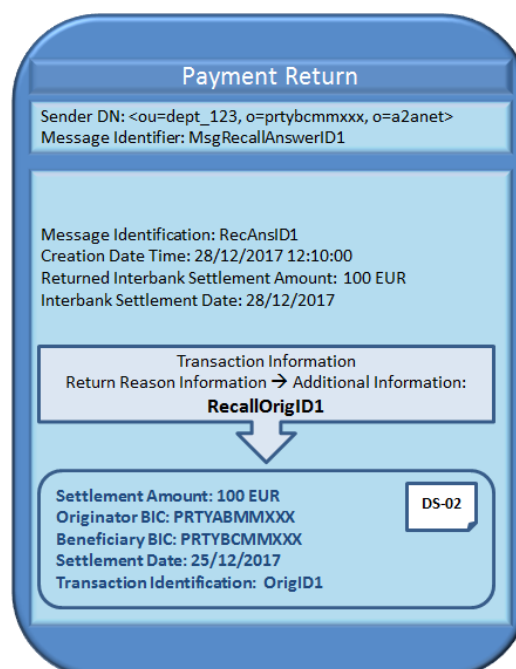 Payment Return
Sender DN: <ou=dept_123, o=prtybcmmxxx, o=a2anet>
Message Identifier: MsgRecallAnswerID1
Message Identification: RecAnsID1
Creation Date Time: 28/12/2017 12:10:00
Returned Interbank Settlement Amount: 100 EUR
Interbank Settlement Date: 28/12/2017
Transaction Information
Return Reason Information → Additional Information:
RecallOrigID1
Settlement Amount: 100 EUR
Originator BIC: PRTYABMMXXX
Beneficiary BIC: PRTYBCMMXXX
Settlement Date: 25/12/2017
Transaction Identification: OrigID1
DS-02